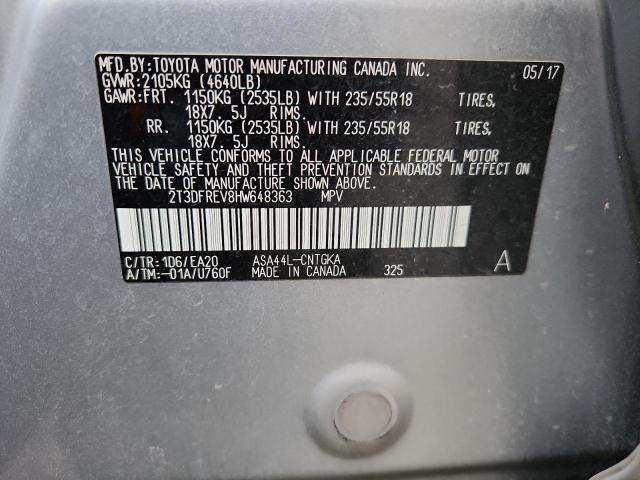 MFD.BY:TOYOTA MOTOR MANUFACTURING CANADA INC. 05/17
GVWR:2105KG (4640LB)
GAWR:FRT. 1150KG (2535LB) WITH 235/55R18 TIRES,
18X7. 5J RIMS.
RR. 1150KG (2535LB) WITH 235/55R18 TIRES,
18X7. 5J RIMS.
THIS VEHICLE CONFORMS TO ALL APPLICABLE FEDERAL MOTOR
VEHICLE SAFETY AND THEFT PREVENTION STANDARDS IN EFFECT ON
THE DATE OF MANUFACTURE SHOWN ABOVE.
2T3DFREV8HW648363 MPV
C/TR:1D6/EA20 ASA44L-CNTGKA
A/TM:-01A/U760F MADE IN CANADA 325 A